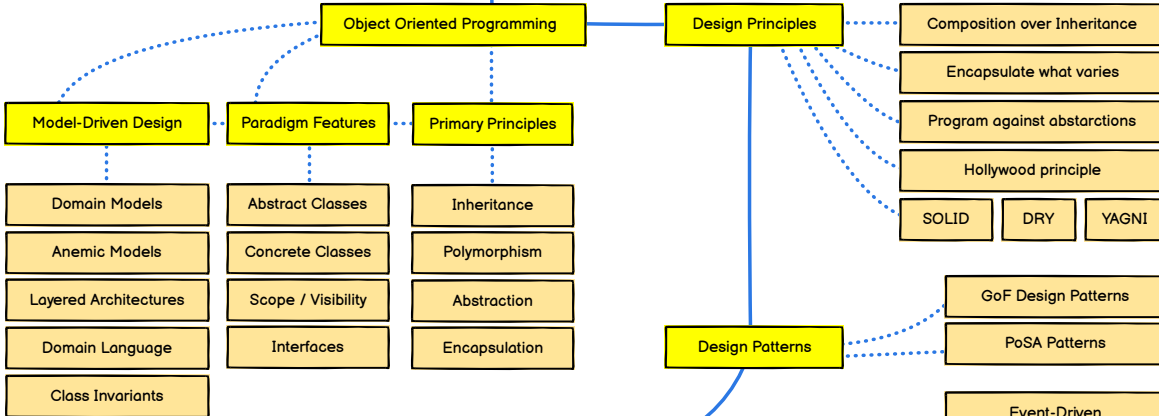 Object Oriented Programming
Design Principles
Composition over Inheritance
Encapsulate what varies
Model-Driven Design
Paradigm Features
Primary Principles
Program against abstarctions
Hollywood principle
Domain Models
Abstract Classes
Inheritance
SOLID
DRY
YAGNI
Anemic Models
Concrete Classes
Polymorphism
Layered Architectures
Scope / Visibility
Abstraction
GoF Design Patterns
Domain Language
Interfaces
Encapsulation
Design Patterns
PoSA Patterns
Class Invariants
Event-Driven